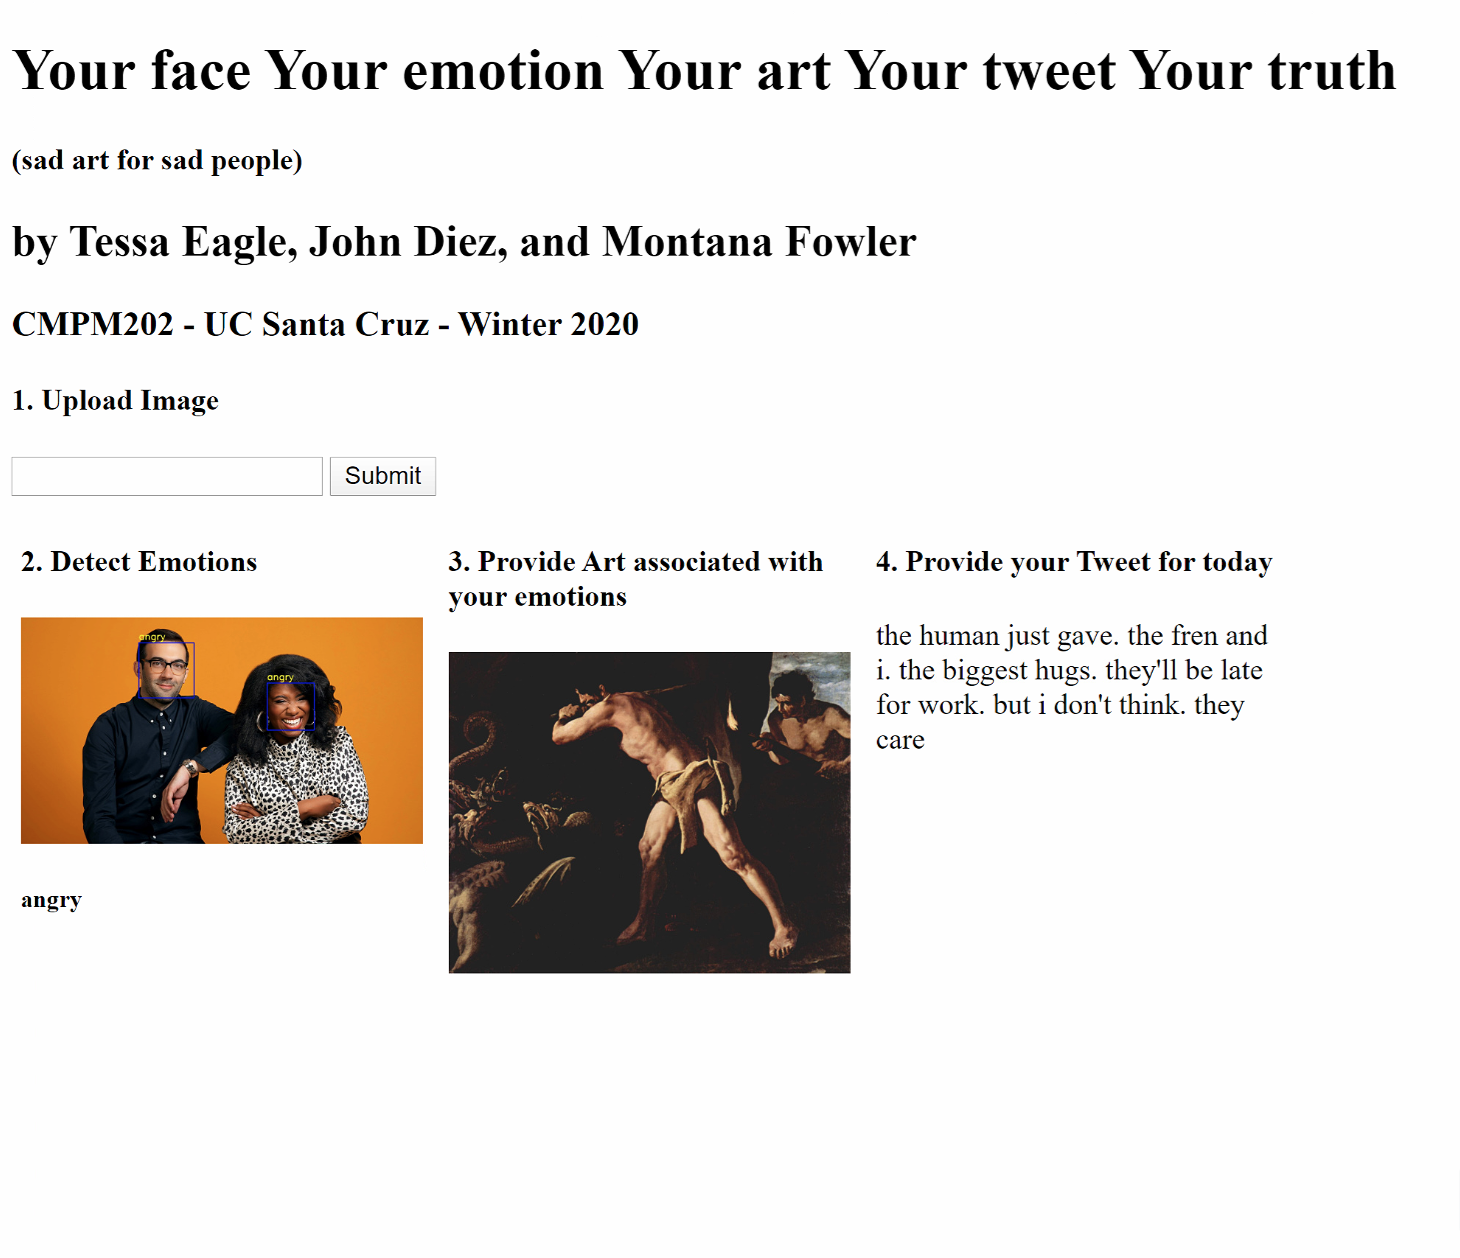 Your face Your emotion Your art Your tweet Your truth
(sad art for sad people)
by Tessa Eagle, John Diez, and Montana Fowler
CMPM202 - UC Santa Cruz - Winter 2020
1. Upload Image
Submit
2. Detect Emotions
angry
angry
angry
3. Provide Art associated with
your emotions
4. Provide your Tweet for today
the human just gave. the fren and
i. the biggest hugs. they'll be late
for work. but i don't think. they
care